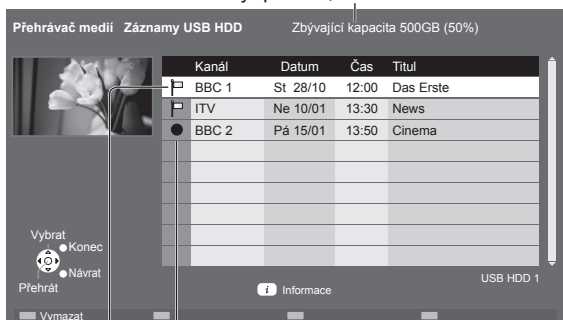 Přehrávač medií Záznamy USB HDD Zbývající kapacita 500GB (50%)
Kanál Datum Čas Titul
BBC 1 St 28/10 12:00 Das Erste
ITV Ne 10/01 13:30 News
BBC 2 Pá 15/01 13:50 Cinema
Vybrat
Konec
Návrat
Přehrát
USB HDD 1
i Informace
Vymazat